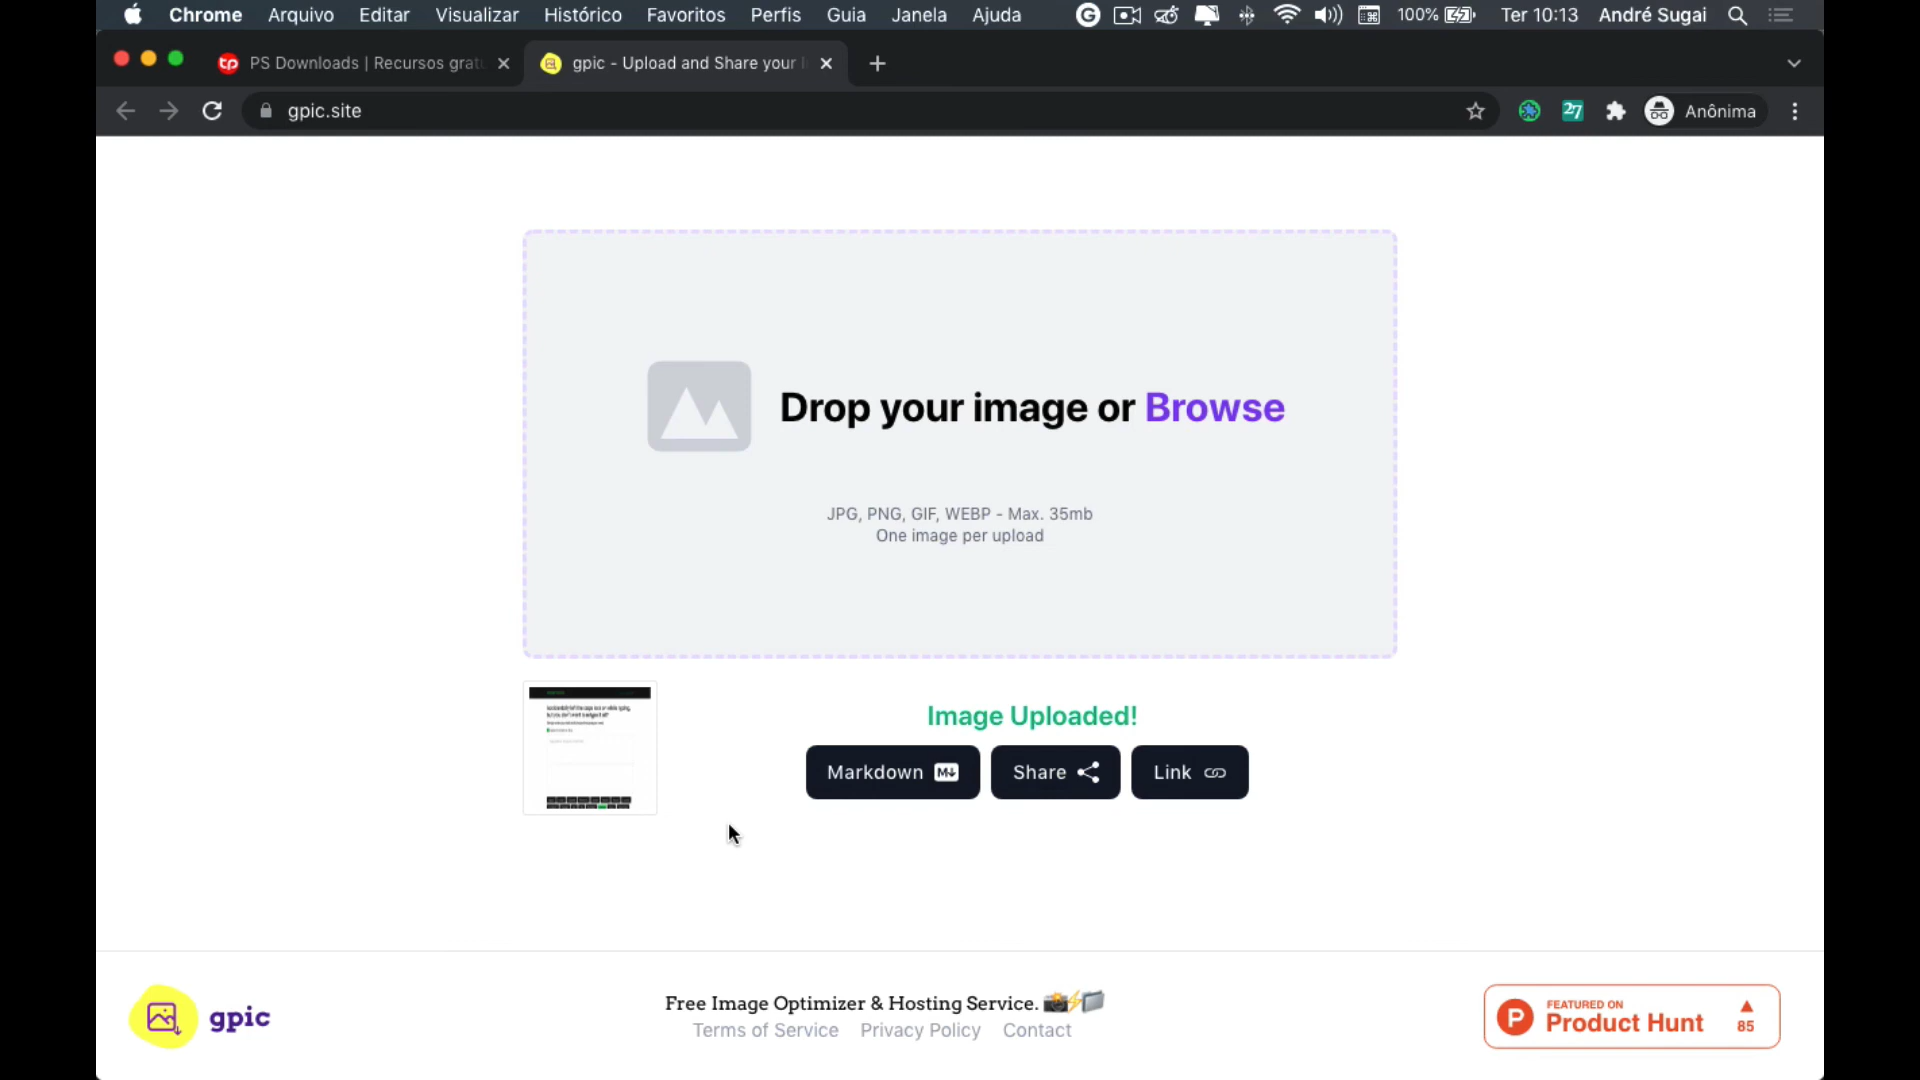 Chrome Arquivo Editar Visualizar Histórico Favoritos Perfis Guia Janela Ajuda 100% Ter 10:13 André Sugai
PS Downloads | Recursos gratu
gpic - Upload and Share your
gpic.site
27
Anônima
Drop your image or Browse
JPG, PNG, GIF, WEBP - Max. 35mb
One image per upload
Image Uploaded!
Markdown
Share
Link
gpic
Free Image Optimizer & Hosting Service.
Terms of Service Privacy Policy Contact
FEATURED ON
Product Hunt
85